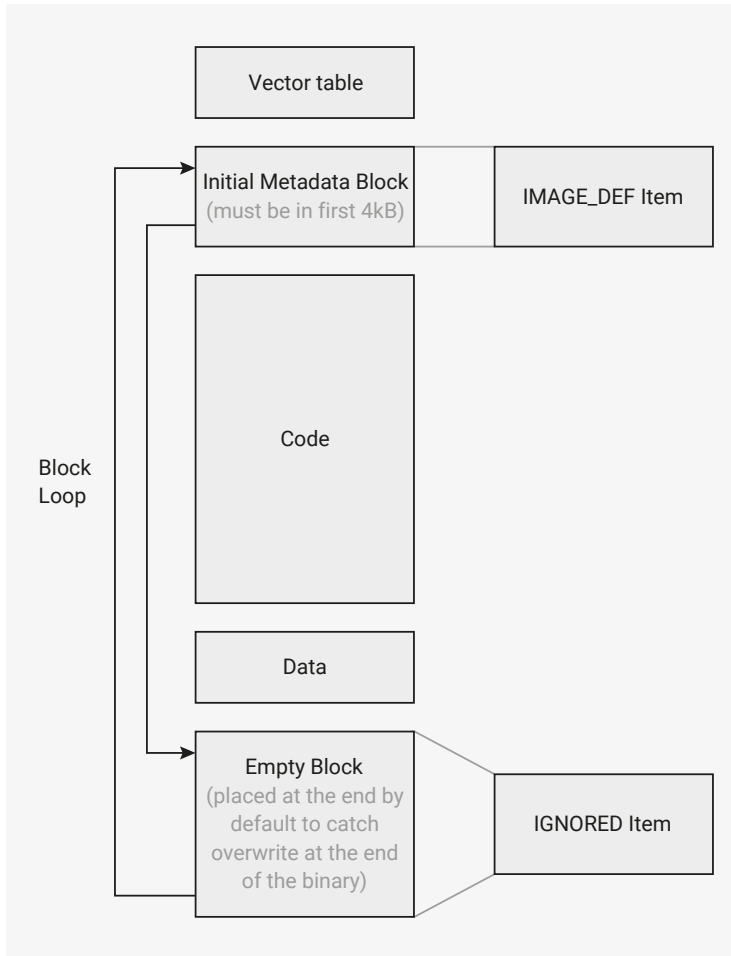 Vector table
Initial Metadata Block
(must be in first 4kB)
IMAGE_DEF Item
Code
Block
Loop
Data
Empty Block
(placed at the end by
default to catch
overwrite at the end
of the binary)
IGNORED Item